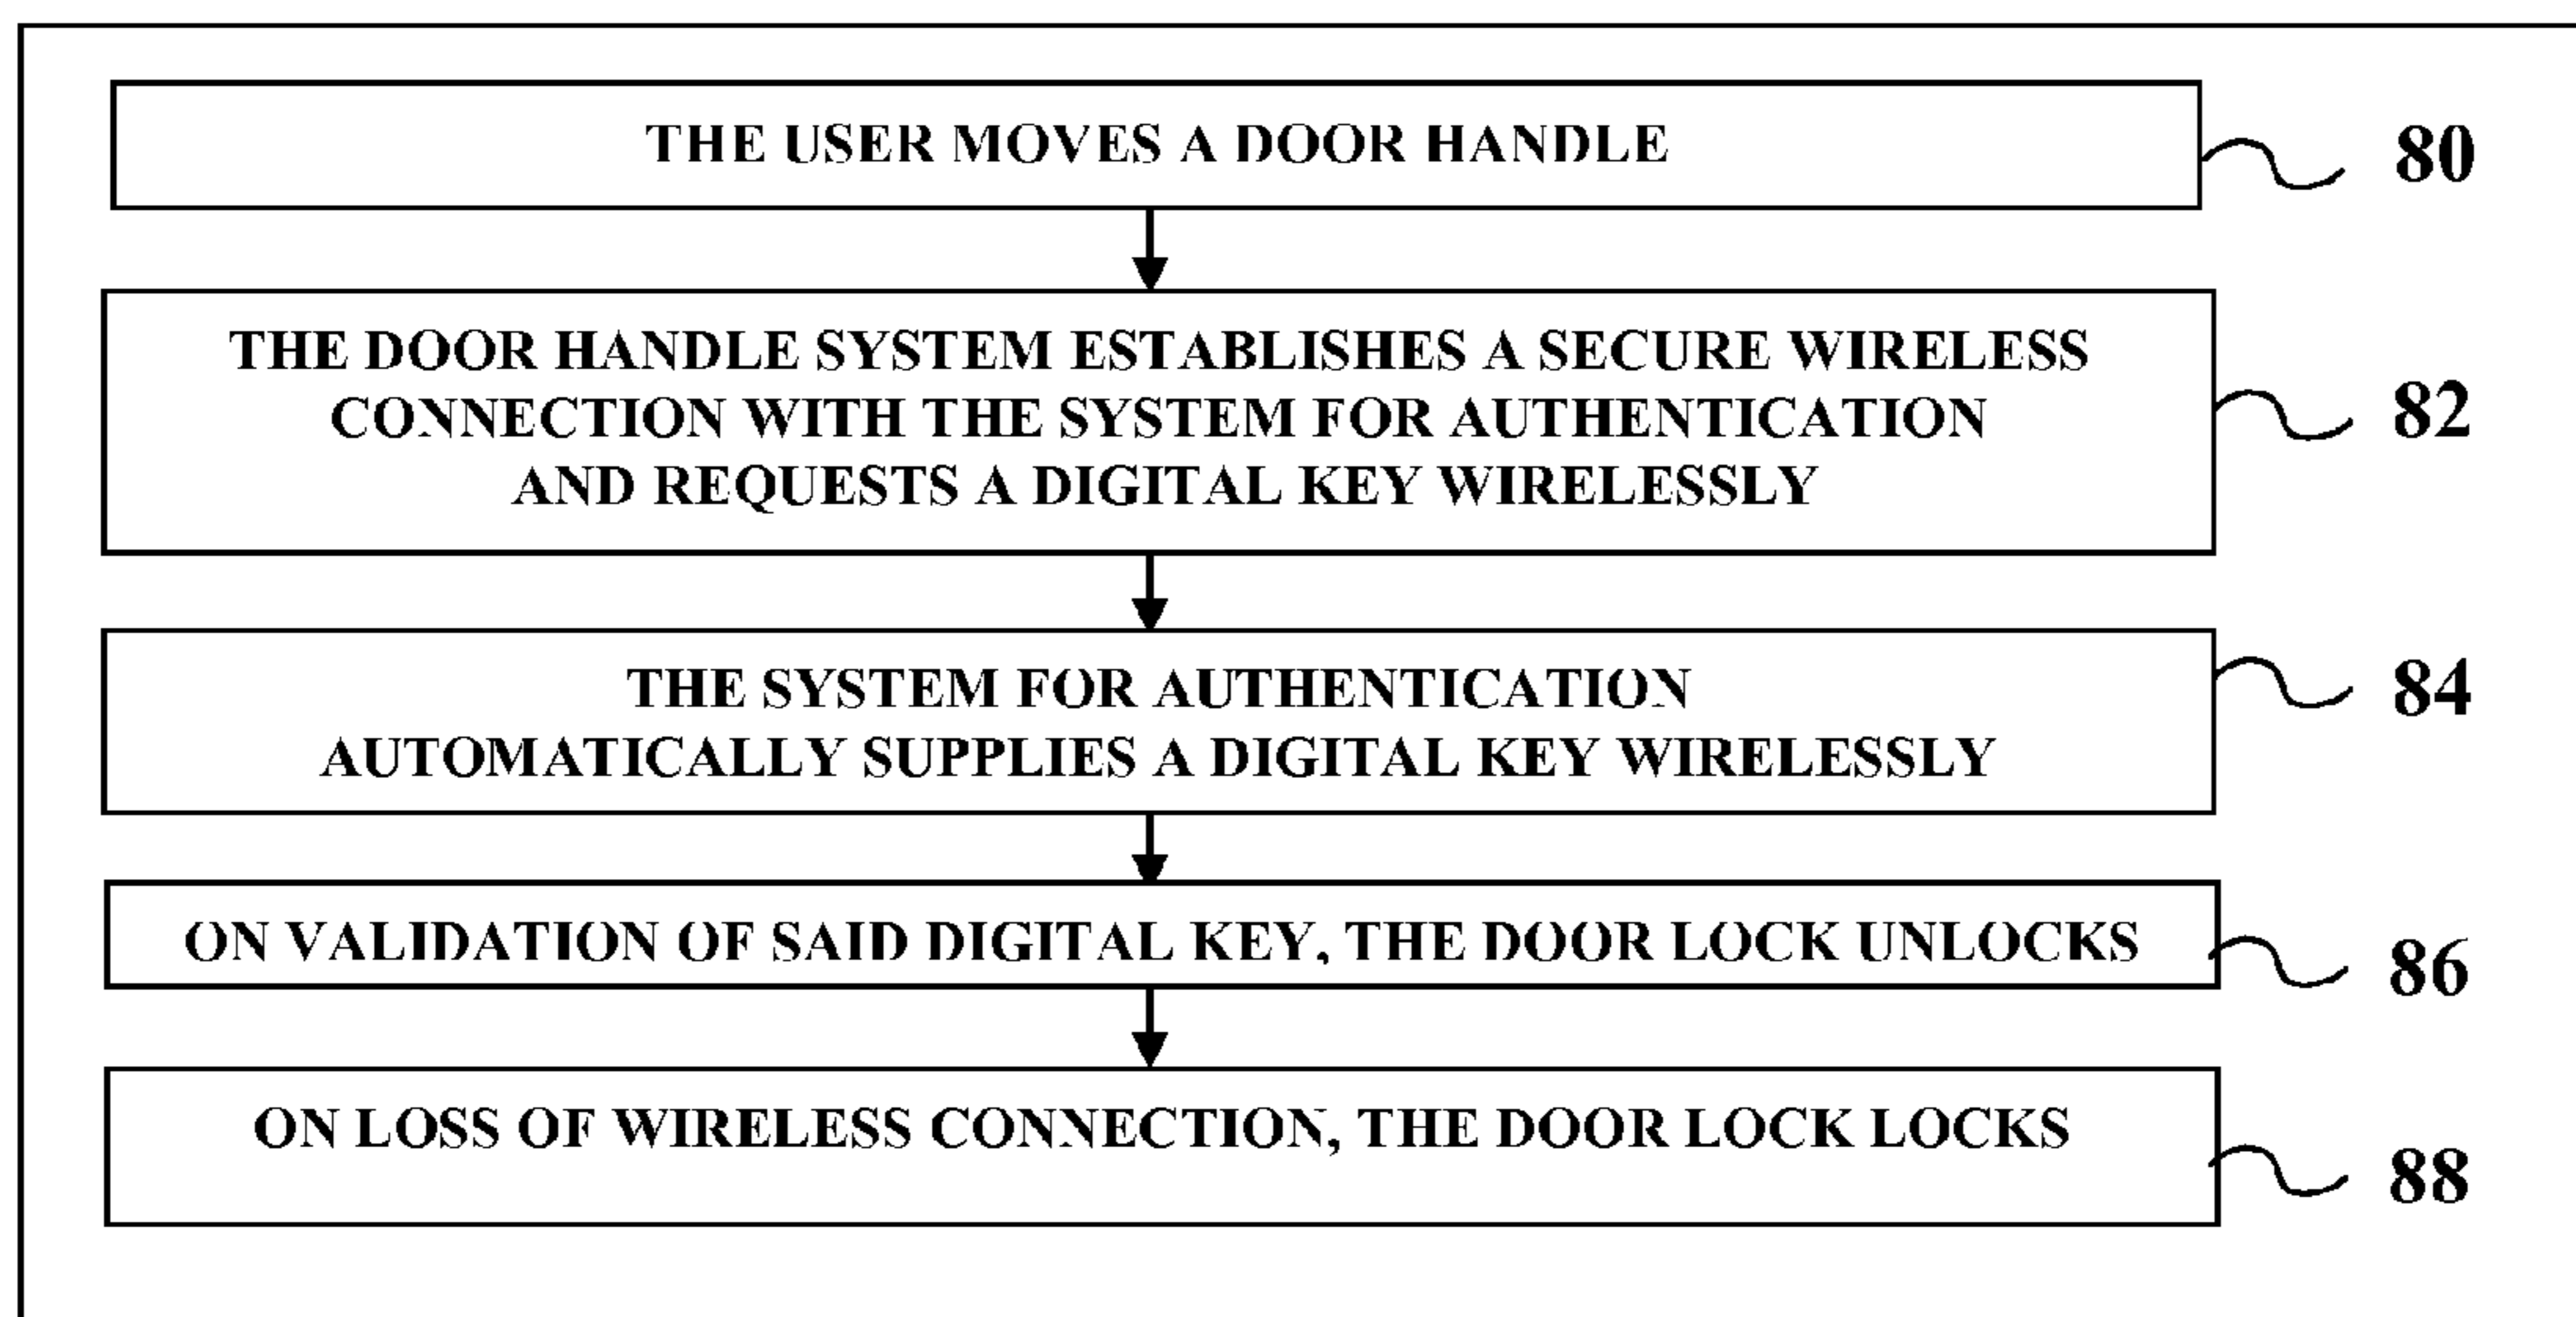 THE USER MOVES A DOOR HANDLE
80
THE DOOR HANDLE SYSTEM ESTABLISHES A SECURE WIRELESS
CONNECTION WITH THE SYSTEM FOR AUTHENTICATION
AND REQUESTS A DIGITAL KEY WIRELESSLY
82
THE SYSTEM FOR AUTHENTICATION
AUTOMATICALLY SUPPLIES A DIGITAL KEY WIRELESSLY
84
ON VALIDATION OF SAID DIGITAL KEY, THE DOOR LOCK UNLOCKS
86
ON LOSS OF WIRELESS CONNECTION, THE DOOR LOCK LOCKS
88